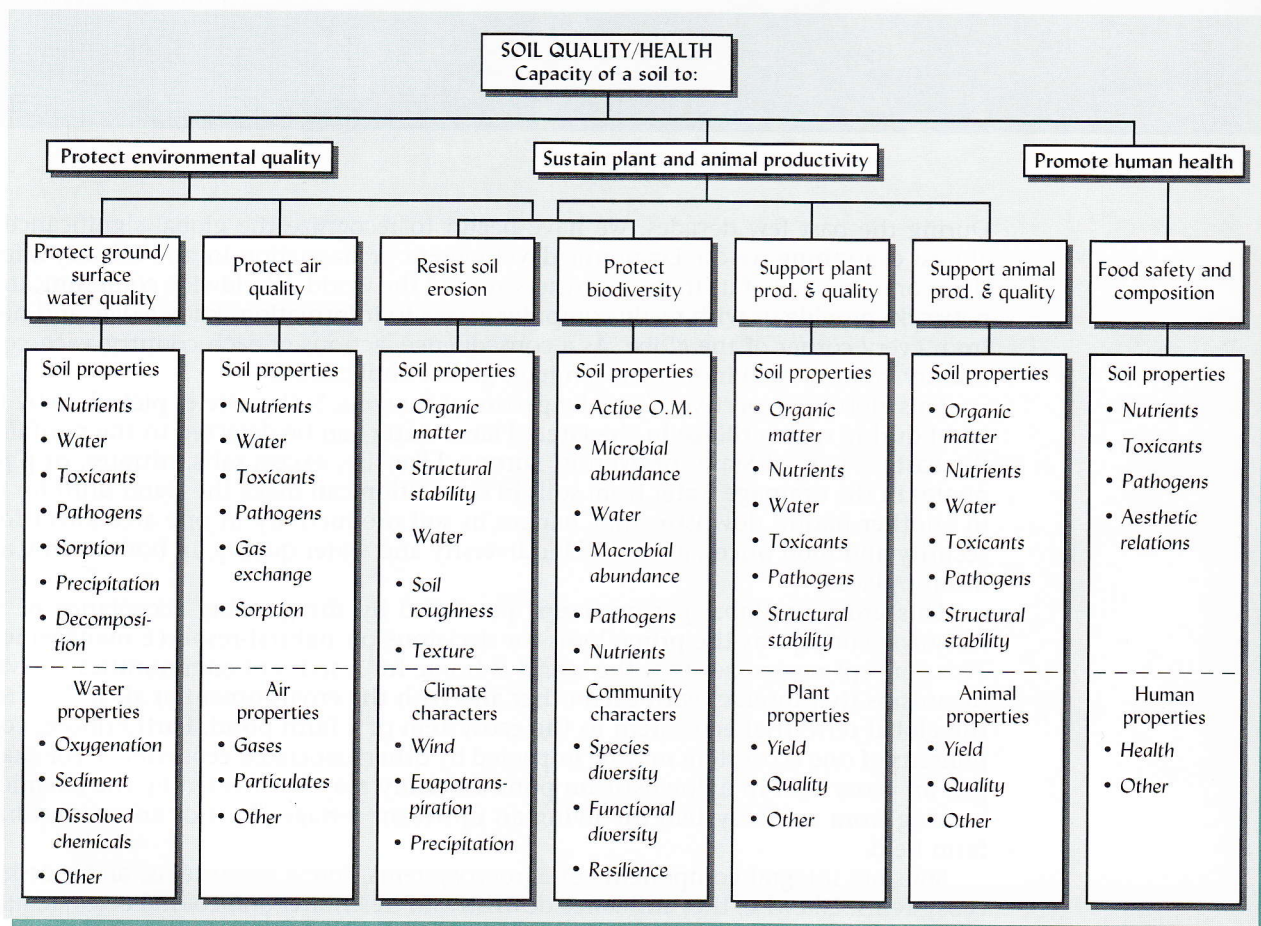 SOIL QUALITY/HEALTH
Capacity of a soil to:
Protect environmental quality
Sustain plant and animal productivity
Promote human health
Protect ground/
surface
water quality
Protect air
quality
Resist soil
erosion
Protect
biodiversity
Support plant
prod. & quality
Support animal
prod. & quality
Food safety and
composition
Soil properties
• Nutrients
• Water
• Toxicants
• Pathogens
• Sorption
• Precipitation
• Decomposi-
tion
Water
properties
• Oxygenation
• Sediment
• Dissolved
chemicals
• Other
Soil properties
• Nutrients
• Water
• Toxicants
• Pathogens
• Gas
exchange
• Sorption
Air
properties
• Gases
• Particulates
• Other
Soil properties
• Organic
matter
• Structural
stability
• Water
• Soil
roughness
• Texture
Climate
characters
• Wind
• Evapotrans-
piration
• Precipitation
Soil properties
• Active O.M.
• Microbial
abundance
• Water
• Macrobial
abundance
• Pathogens
• Nutrients
Community
characters
• Species
diversity
• Functional
diversity
• Resilience
Soil properties
• Organic
matter
• Nutrients
• Water
• Toxicants
• Pathogens
• Structural
stability
Plant
properties
• Yield
• Quality
• Other
Soil properties
• Organic
matter
• Nutrients
• Water
• Toxicants
• Pathogens
• Structural
stability
Animal
properties
• Yield
• Quality
• Other
Soil properties
• Nutrients
• Toxicants
• Pathogens
• Aesthetic
relations
Human
properties
• Health
• Other